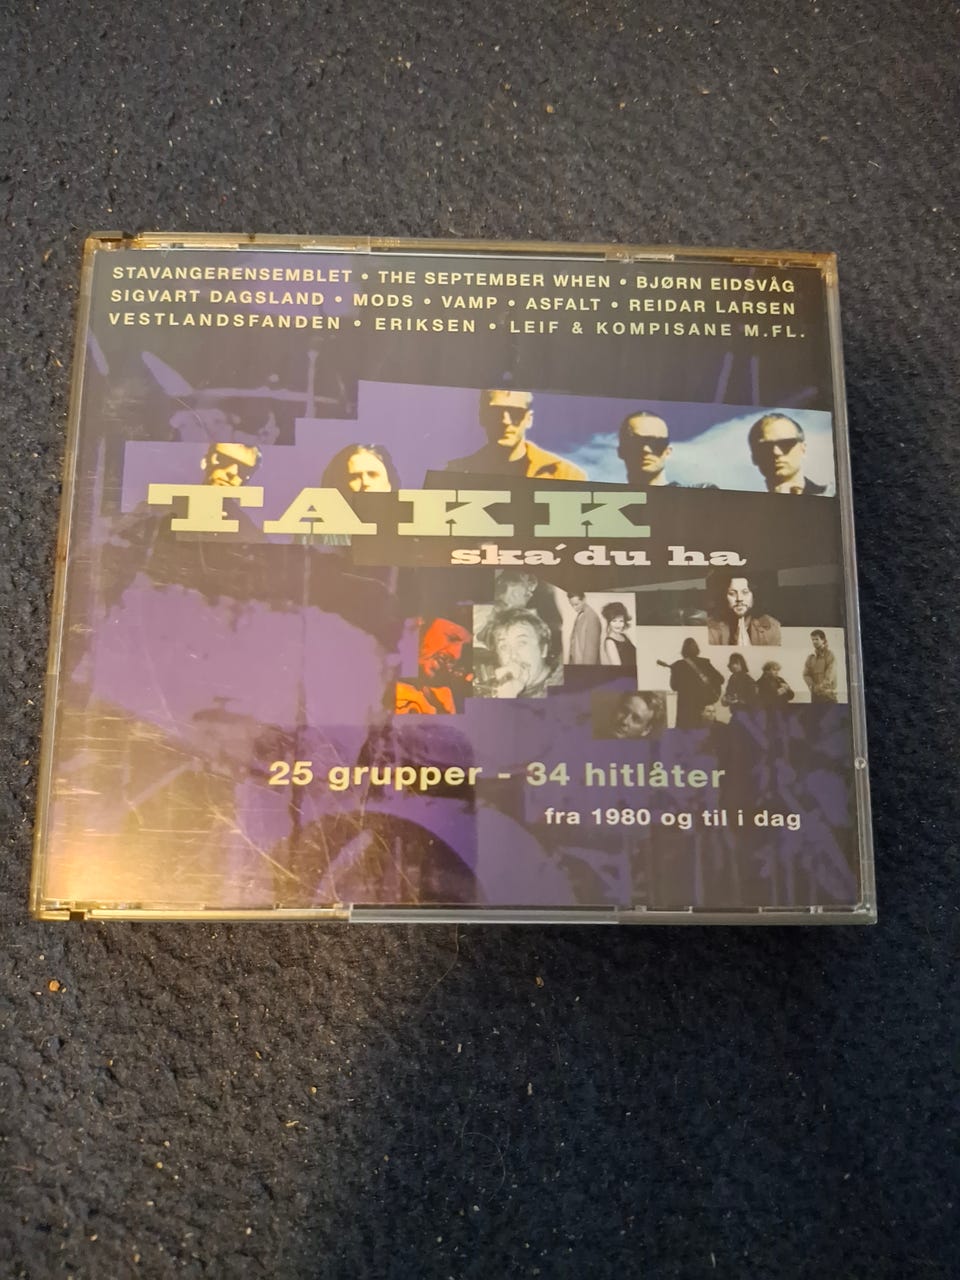 STAVANGERENSEMBLET • THE SEPTEMBER WHEN • BJØRN EIDSVÅG
SIGVART DAGSLAND • MODS • VAMP • ASFALT • REIDAR LARSEN
VESTLANDSFANDEN • ERIKSEN • LEIF & KOMPISANE M.FL.
TAKK
ska´du ha
25 grupper - 34 hitlåter
fra 1980 og til i dag